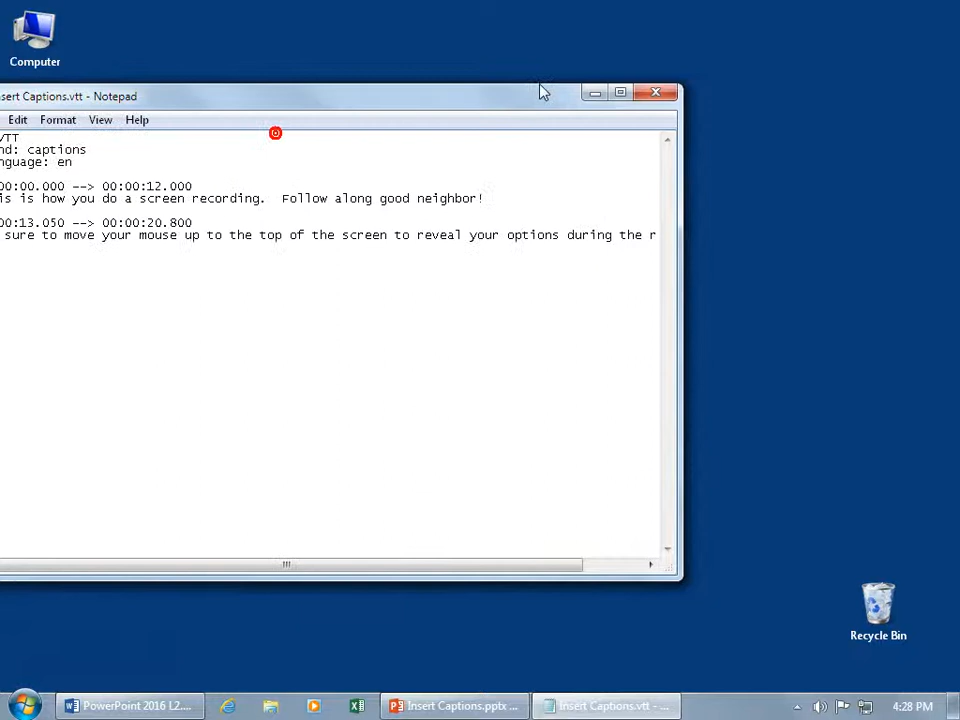 Computer
sert Captions.vtt - Notepad
Edit Format View Help
VTT
nd: captions
nguage: en
00:00.000 --> 00:00:12.000
is is how you do a screen recording.  Follow along good neighbor!
00:13.050 --> 00:00:20.800
sure to move your mouse up to the top of the screen to reveal your options during the r
Recycle Bin
PowerPoint 2016 L2....
Insert Captions.pptx ...
Insert Captions.vtt - ...
4:28 PM